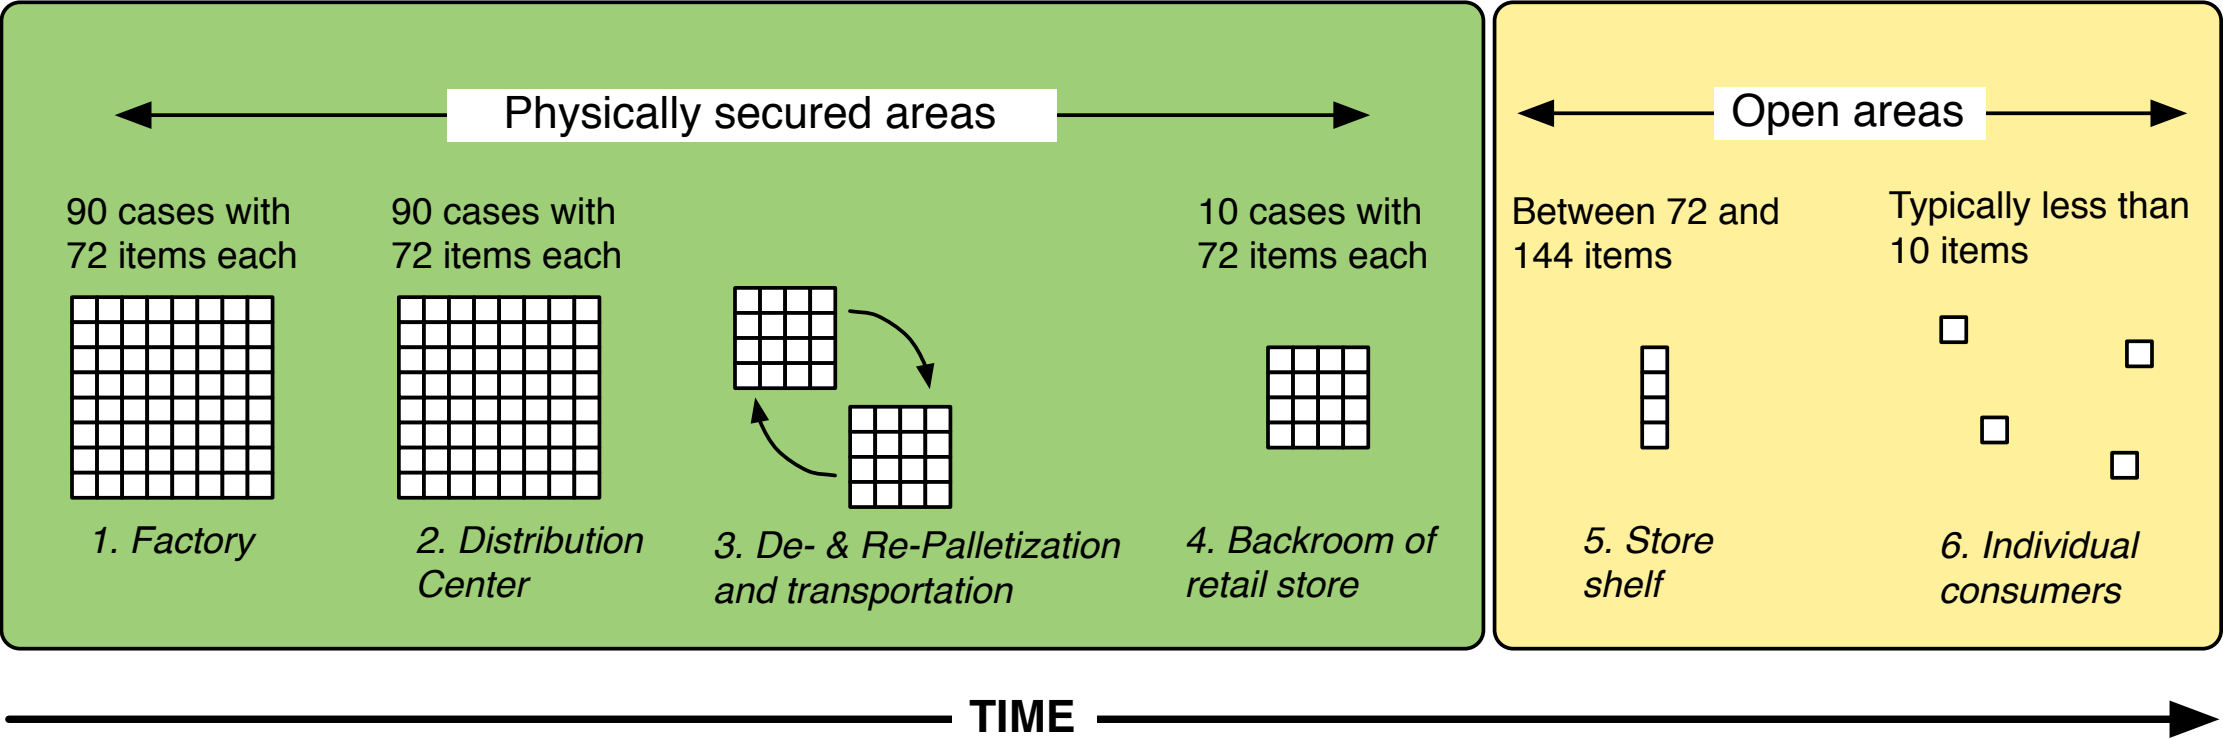 Physically secured areas
Open areas
90 cases with
72 items each
90 cases with
72 items each
10 cases with
72 items each
Between 72 and
144 items
Typically less than
10 items
1. Factory
2. Distribution
Center
3. De- & Re-Palletization
and transportation
4. Backroom of
retail store
5. Store
shelf
6. Individual
consumers
TIME